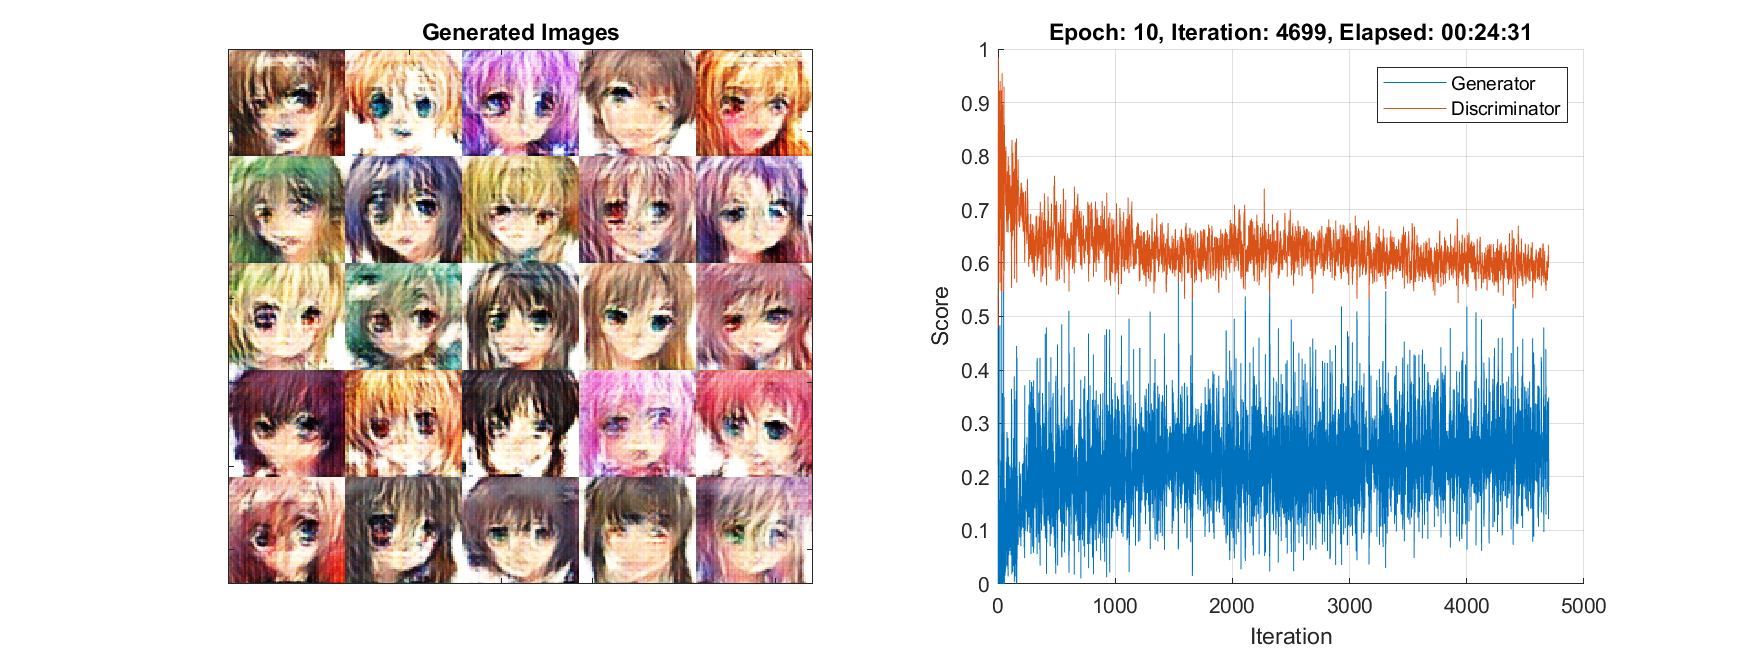 Generated Images
Epoch: 10, Iteration: 4699, Elapsed: 00:24:31
1
0.9
0.8
0.7
0.6
0.5
0.4
0.3
0.2
0.1
0
Score
Generator
Discriminator
0 1000 2000 3000 4000 5000
Iteration